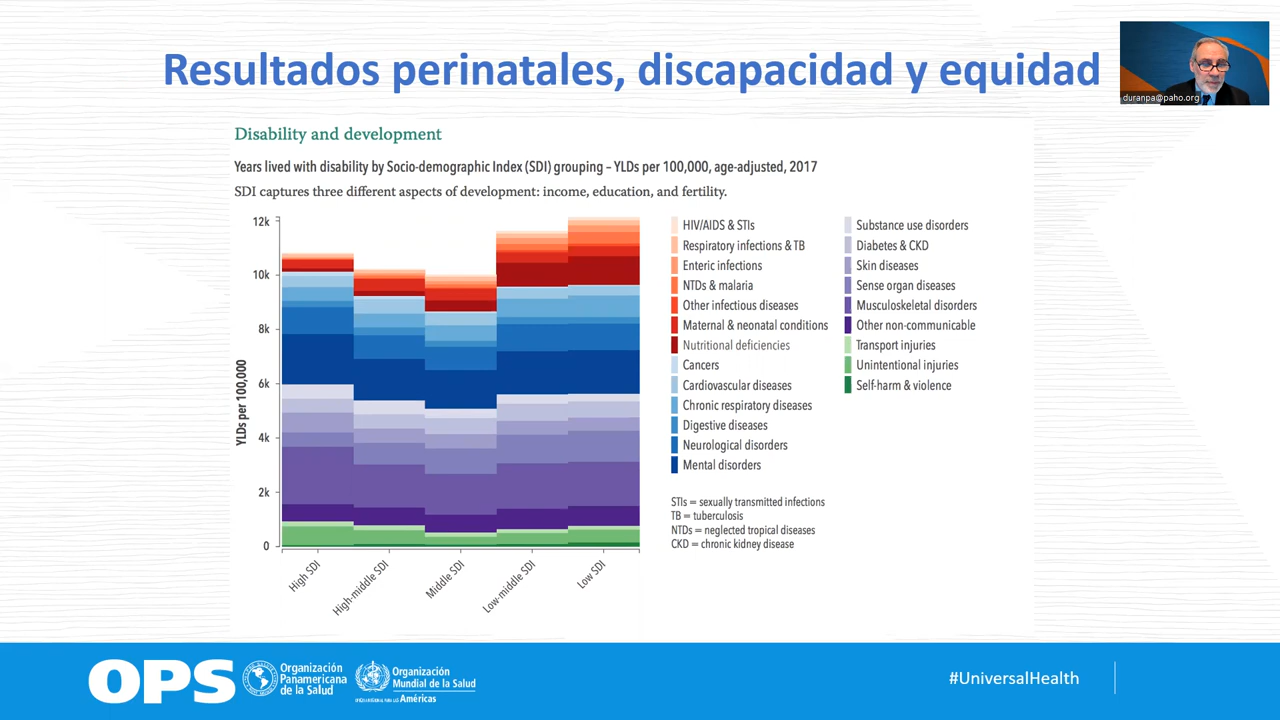 Resultados perinatales, discapacidad y equidad
duranpa@paho.org
Disability and development
Years lived with disability by Socio-demographic Index (SDI) grouping – YLDs per 100,000, age-adjusted, 2017
SDI captures three different aspects of development: income, education, and fertility.
YLDs per 100,000
12k
10k
8k
6k
4k
2k
0
High SDI
High-middle SDI
Middle SDI
Low-middle SDI
Low SDI
HIV/AIDS & STIs
Respiratory infections & TB
Enteric infections
NTDs & malaria
Other infectious diseases
Maternal & neonatal conditions
Nutritional deficiencies
Cancers
Cardiovascular diseases
Chronic respiratory diseases
Digestive diseases
Neurological disorders
Mental disorders
Substance use disorders
Diabetes & CKD
Skin diseases
Sense organ diseases
Musculoskeletal disorders
Other non-communicable
Transport injuries
Unintentional injuries
Self-harm & violence
STIs = sexually transmitted infections
TB = tuberculosis
NTDs = neglected tropical diseases
CKD = chronic kidney disease
OPS
Organización
Panamericana
de la Salud
Organización
Mundial de la Salud
Américas
#UniversalHealth